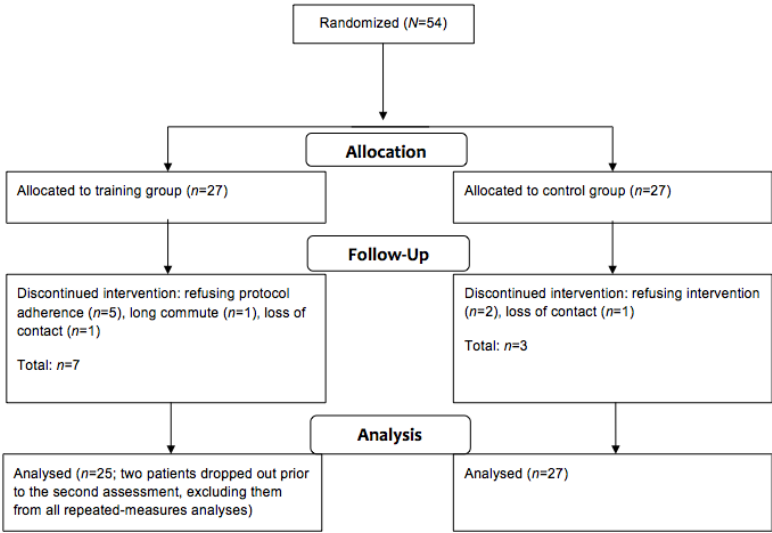 Randomized (N=54)
Allocation
Allocated to training group (n=27)
Allocated to control group (n=27)
Follow-Up
Discontinued intervention: refusing protocol
adherence (n=5), long commute (n=1), loss of
contact (n=1)
Total: n=7
Discontinued intervention: refusing intervention
(n=2), loss of contact (n=1)
Total: n=3
Analysis
Analysed (n=25; two patients dropped out prior
to the second assessment, excluding them
from all repeated-measures analyses)
Analysed (n=27)